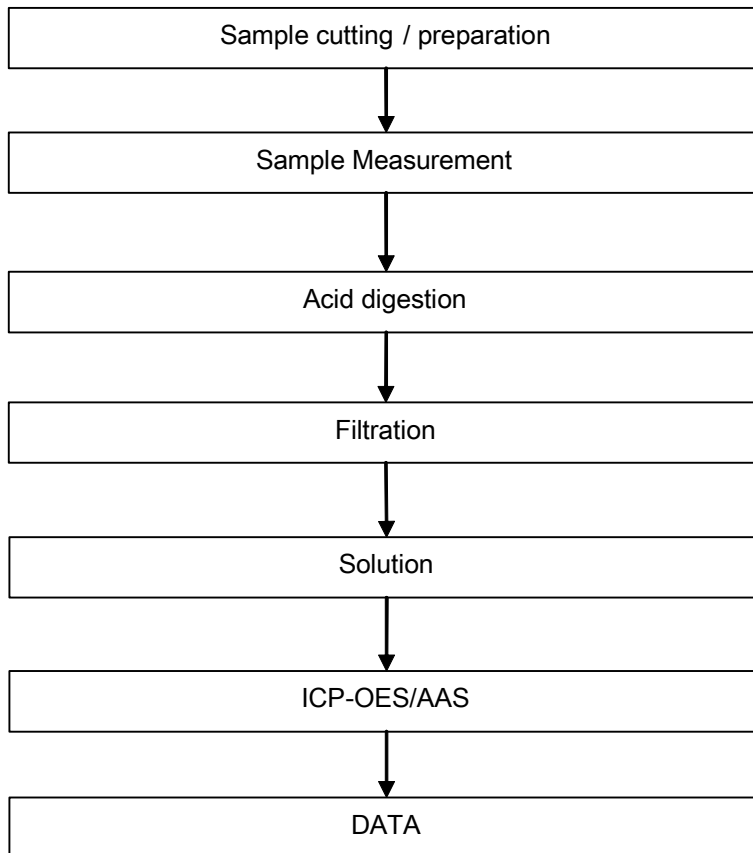 Sample cutting / preparation
Sample Measurement
Acid digestion
Filtration
Solution
ICP-OES/AAS
DATA